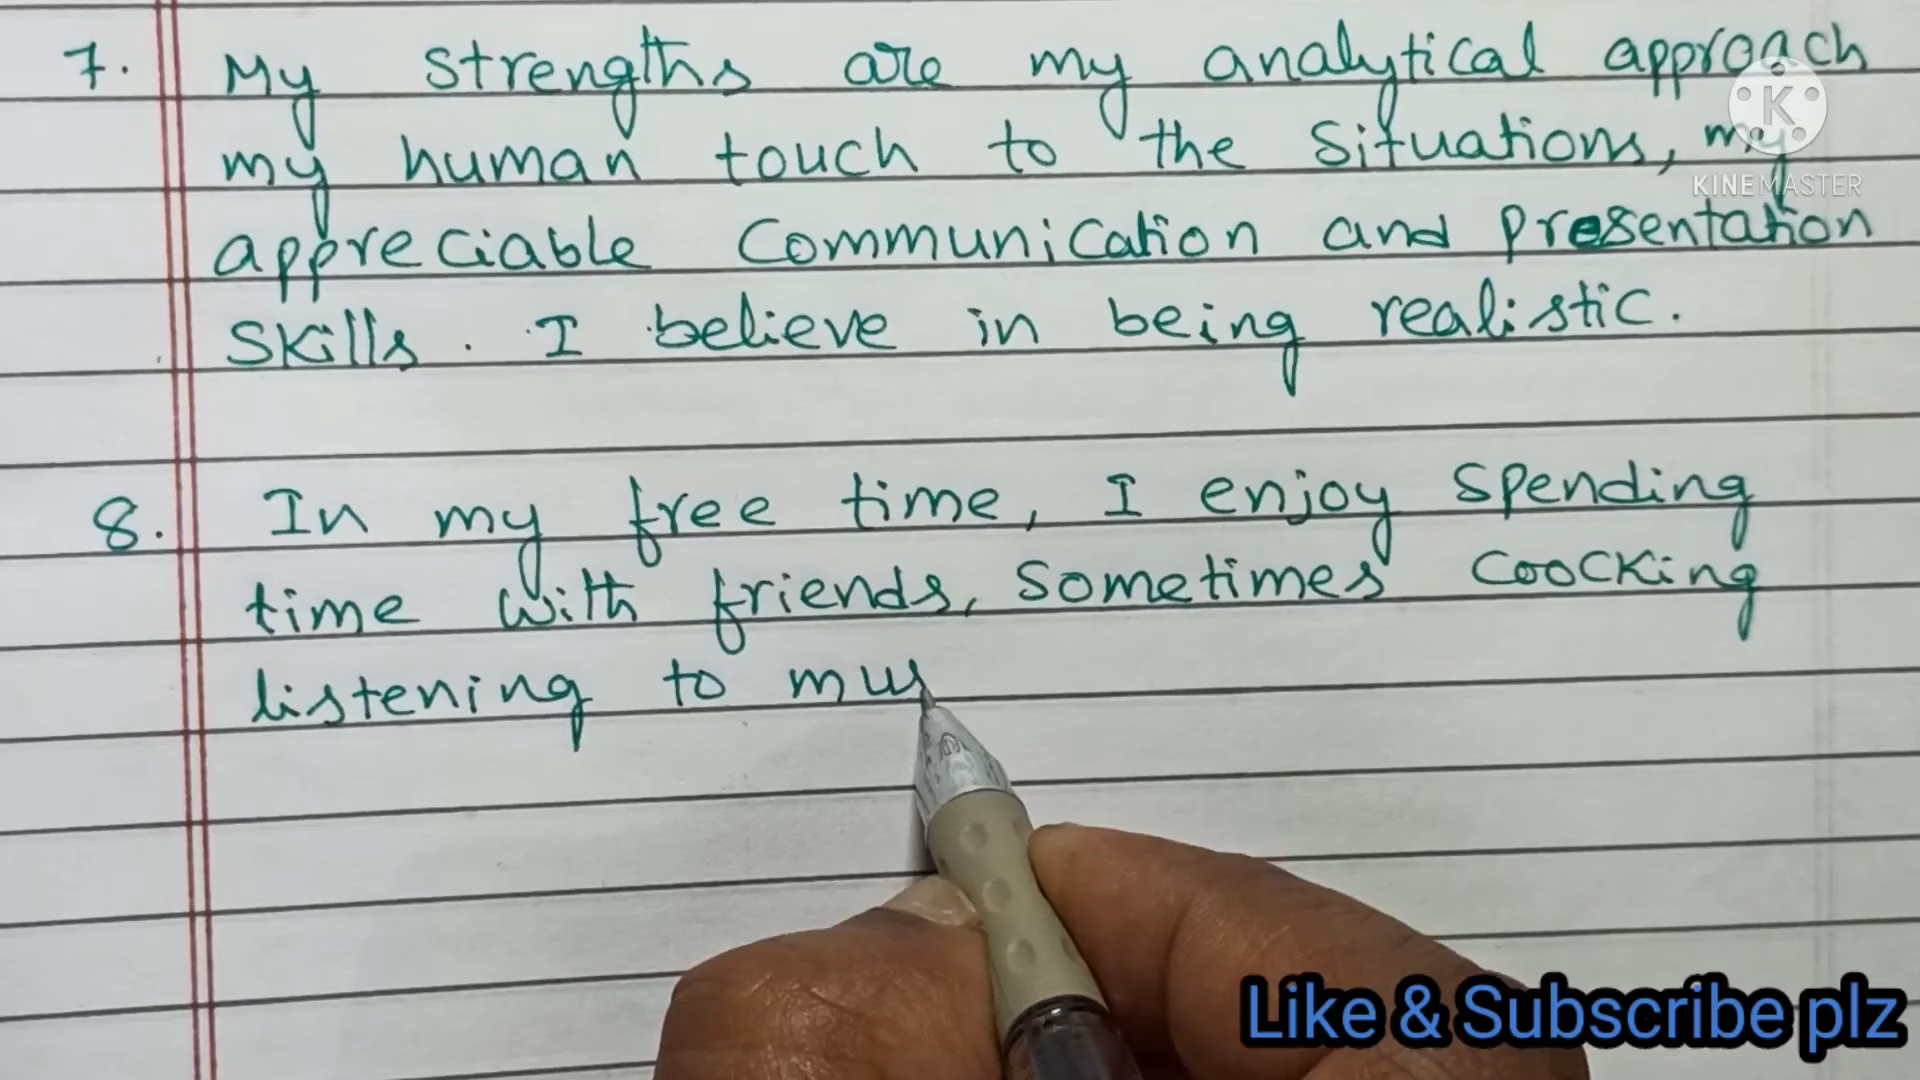 7. My strengths are my analytical approach
my human touch to the situations, my
KINEMASTER
appreciable communication and presentation
skills. I believe in being realistic.
8. In my free time, I enjoy spending
time with friends, sometimes coocking
listening to mus
Like & Subscribe plz